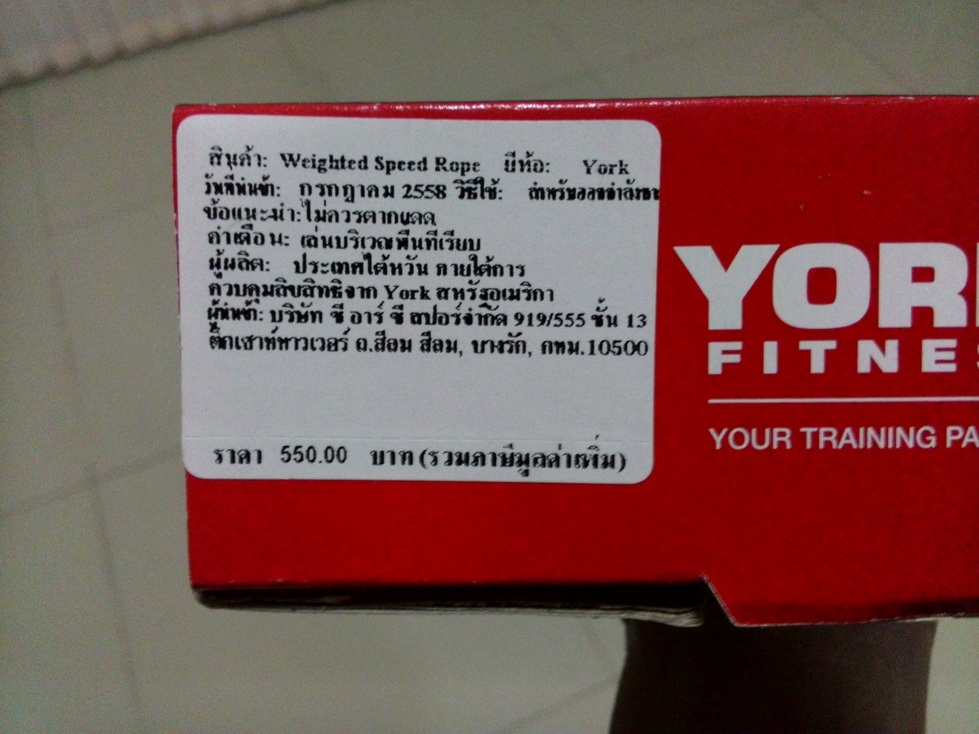 สินค้า: Weighted Speed Rope ยี่ห้อ: York
วันที่นำเข้า: กรกฎาคม 2558 วิธีใช้: สำหรับออกกำลังกา
ข้อแนะนำ: ไม่ควรตากแดด
คำเตือน: เล่นบริเวณพื้นที่เรียบ
ผู้ผลิต: ประเทศไต้หวัน ภายใต้การ
ควบคุมลิขสิทธิ์จาก York สหรัฐอเมริกา
ผู้นำเข้า: บริษัท ซี อาร์ ซี สปอร์จำกัด 919/555 ชั้น 13
ตึกเซาท์ทาวเวอร์ ถ.สีลม สีลม, บางรัก, กทม.10500
ราคา 550.00 บาท (รวมภาษีมูลค่าเพิ่ม)
YOR
FITNE
YOUR TRAINING PA